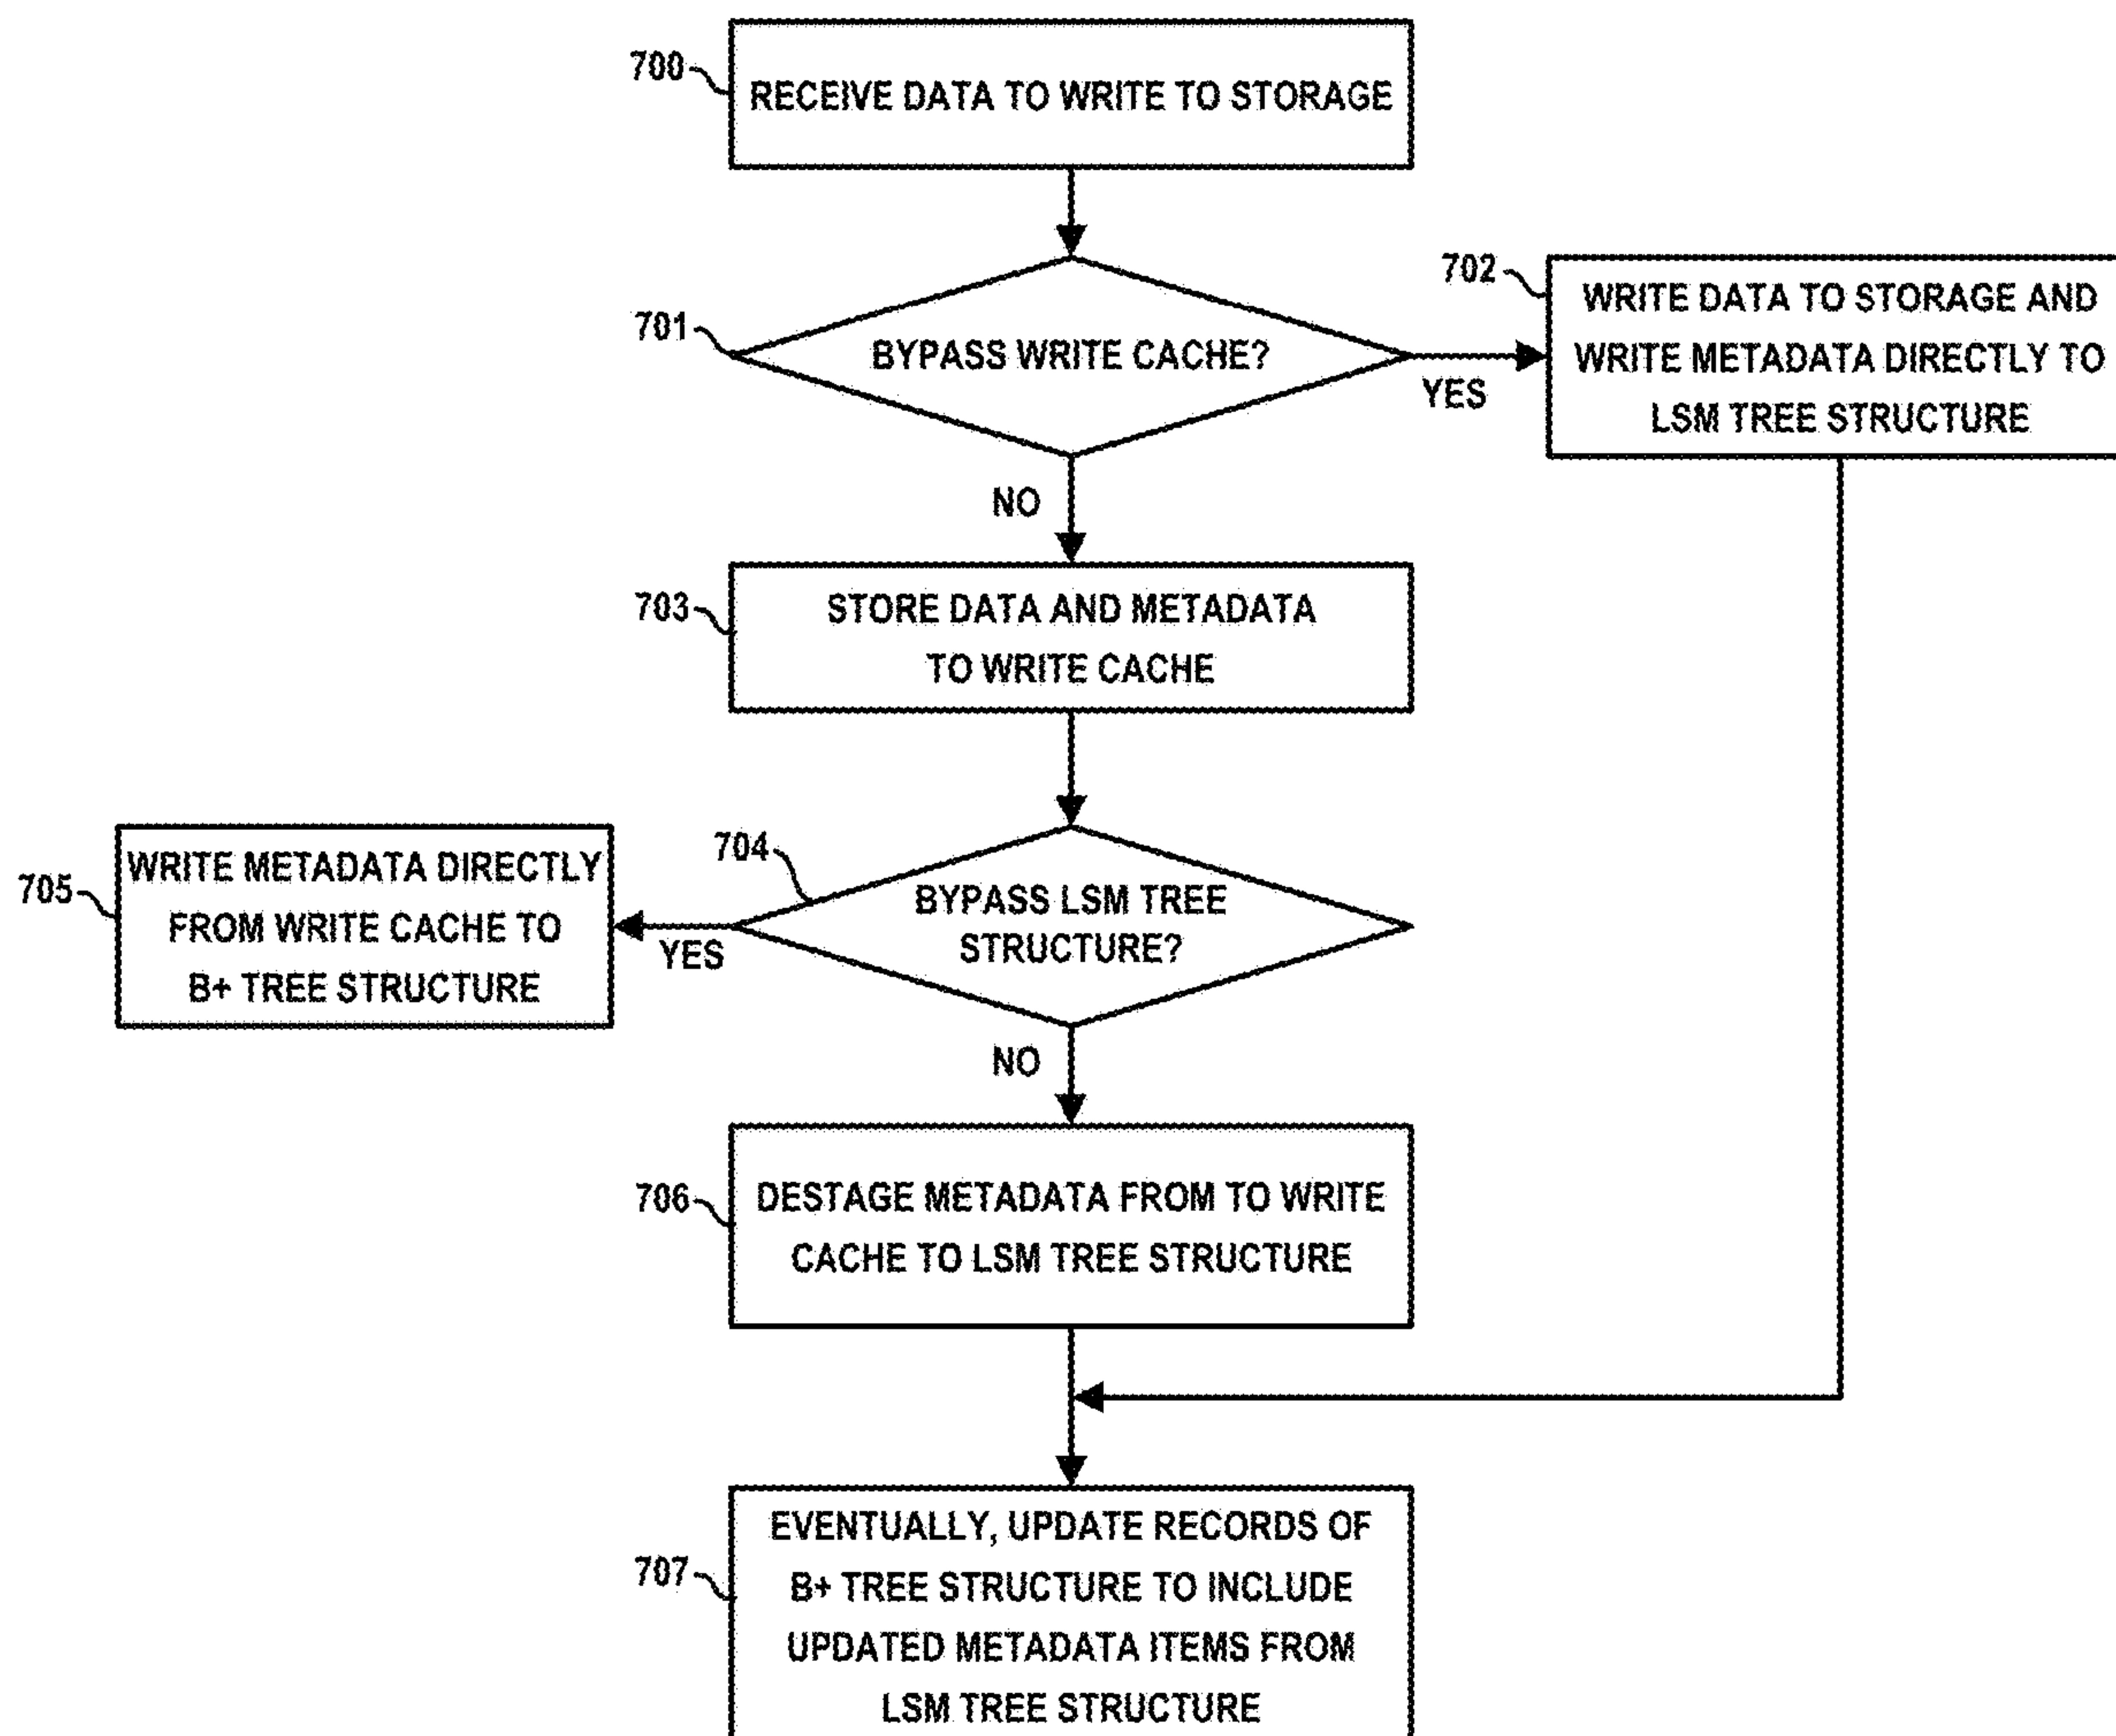 700
RECEIVE DATA TO WRITE TO STORAGE
701
BYPASS WRITE CACHE?
YES
702
WRITE DATA TO STORAGE AND
WRITE METADATA DIRECTLY TO
LSM TREE STRUCTURE
NO
703
STORE DATA AND METADATA
TO WRITE CACHE
704
BYPASS LSM TREE
STRUCTURE?
YES
705
WRITE METADATA DIRECTLY
FROM WRITE CACHE TO
B+ TREE STRUCTURE
NO
706
DESTAGE METADATA FROM TO WRITE
CACHE TO LSM TREE STRUCTURE
707
EVENTUALLY, UPDATE RECORDS OF
B+ TREE STRUCTURE TO INCLUDE
UPDATED METADATA ITEMS FROM
LSM TREE STRUCTURE